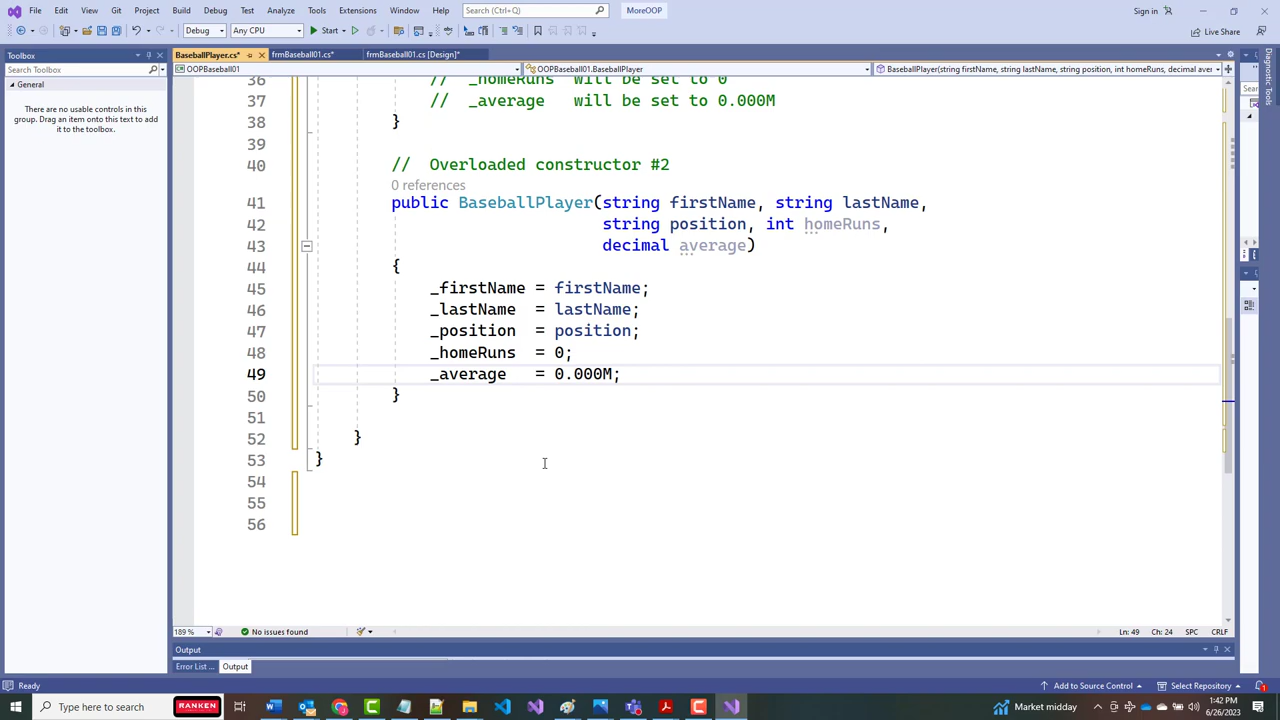 File Edit View Git Project Build Debug Test Analyze Tools Extensions Window Help Search (Ctrl+Q) MoreOOP Sign in
Debug Any CPU Start Live Share
Toolbox
Search Toolbox
General
There are no usable controls in this
group. Drag an item onto this text to add
it to the toolbox.
BaseballPlayer.cs* frmBaseball01.cs* frmBaseball01.cs [Design]*
OOPBaseball01 OOPBaseball01.BaseballPlayer BaseballPlayer(string firstName, string lastName, string position, int homeRuns, decimal aver
36 // _homeRuns will be set to 0
37 // _average will be set to 0.000M
38 }
39
40 // Overloaded constructor #2
0 references
41 public BaseballPlayer(string firstName, string lastName,
42 string position, int homeRuns,
43 decimal average)
44 {
45 _firstName = firstName;
46 _lastName = lastName;
47 _position = position;
48 _homeRuns = 0;
49 _average = 0.000M;
50 }
51
52 }
53 }
54
55
56
189 % No issues found Ln: 49 Ch: 24 SPC CRLF
Output
Error List ... Output
Ready Add to Source Control Select Repository 1
Type here to search RANKEN Market midday 1:42 PM
6/26/2023
Diagnostic Tools
Sear